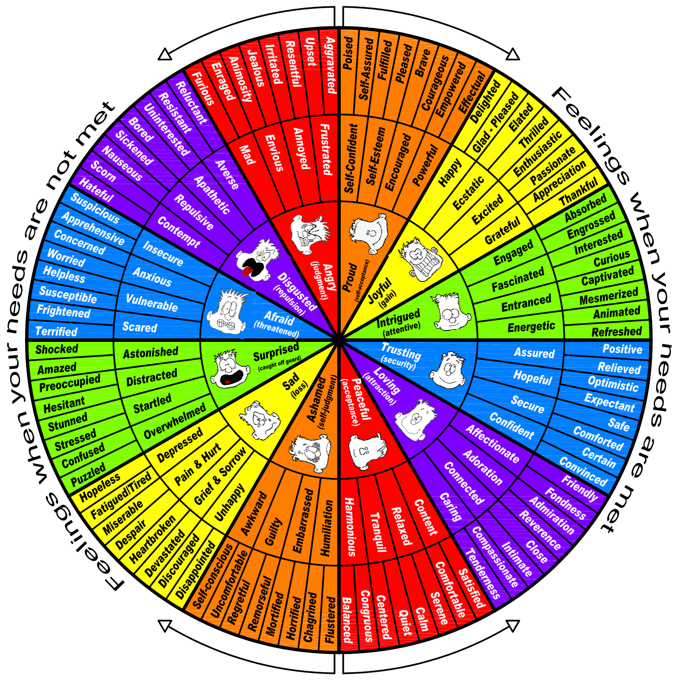 Feelings when your needs are not met
Feelings when your needs are met
Proud
(self-acceptance)
Self-Confident
Self-Esteem
Encouraged
Powerful
Poised
Self-Assured
Fulfilled
Pleased
Brave
Courageous
Empowered
Effectual
Joyful
(gain)
Happy
Ecstatic
Excited
Grateful
Delighted
Glad - Pleased
Elated
Thrilled
Enthusiastic
Passionate
Appreciation
Thankful
Intrigued
(attentive)
Engaged
Fascinated
Entranced
Energetic
Absorbed
Engrossed
Interested
Curious
Captivated
Mesmerized
Animated
Refreshed
Trusting
(security)
Assured
Hopeful
Secure
Confident
Positive
Relieved
Optimistic
Expectant
Safe
Comforted
Certain
Convinced
Loving
(attraction)
Affectionate
Adoration
Connected
Caring
Friendly
Fondness
Admiration
Reverence
Close
Intimate
Compassionate
Tenderness
Peaceful
(acceptance)
Content
Relaxed
Tranquil
Harmonious
Satisfied
Comfortable
Serene
Calm
Quiet
Centered
Congruous
Balanced
Ashamed
(self-judgment)
Humiliation
Embarrassed
Guilty
Awkward
Flustered
Chagrined
Horrified
Mortified
Remorseful
Regretful
Uncomfortable
Self-conscious
Sad
(loss)
Unhappy
Grief & Sorrow
Pain & Hurt
Depressed
Disappointed
Discouraged
Devastated
Heartbroken
Despair
Miserable
Fatigued/Tired
Hopeless
Surprised
(caught off guard)
Overwhelmed
Startled
Distracted
Astonished
Puzzled
Confused
Stressed
Stunned
Hesitant
Preoccupied
Amazed
Shocked
Afraid
(threatened)
Scared
Vulnerable
Anxious
Insecure
Terrified
Frightened
Susceptible
Helpless
Worried
Concerned
Apprehensive
Suspicious
Disgusted
(repulsion)
Contempt
Repulsive
Apathetic
Averse
Hateful
Scorn
Nauseous
Sickened
Bored
Uninterested
Resistant
Reluctant
Angry
(judgment)
Mad
Envious
Annoyed
Frustrated
Furious
Enraged
Animosity
Jealous
Irritated
Resentful
Upset
Aggravated